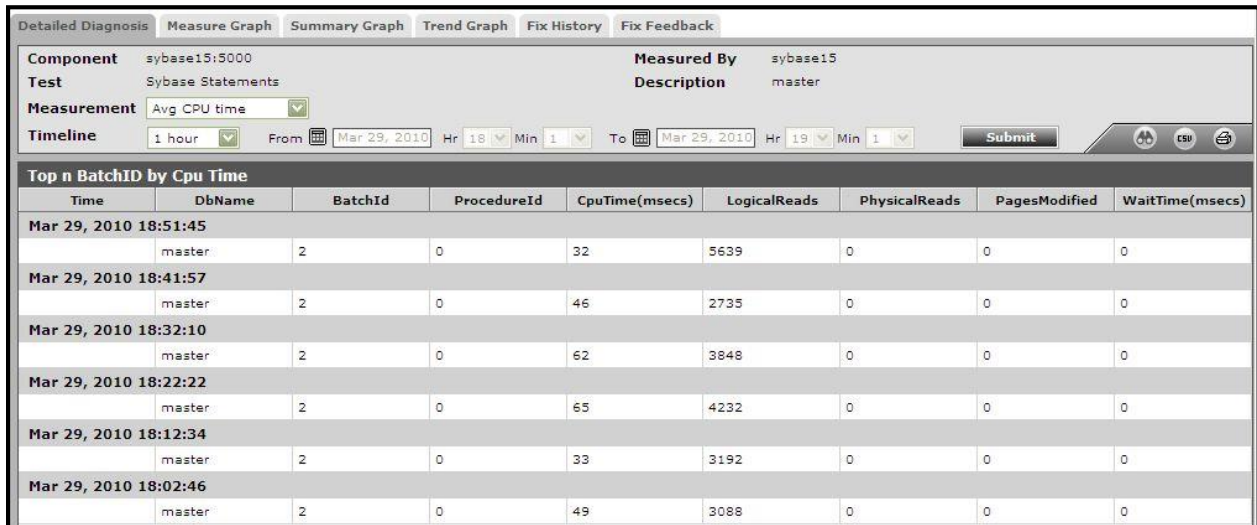 Detailed Diagnosis Measure Graph Summary Graph Trend Graph Fix History Fix Feedback
Component sybase15:5000 Measured By sybase15
Test Sybase Statements Description master
Measurement Avg CPU time
Timeline 1 hour From Mar 29, 2010 Hr 18 Min 1 To Mar 29, 2010 Hr 19 Min 1 Submit CSV
Top n BatchID by Cpu Time
Time DbName BatchId ProcedureId CpuTime(msecs) LogicalReads PhysicalReads PagesModified WaitTime(msecs)
Mar 29, 2010 18:51:45
master 2 0 32 5639 0 0 0
Mar 29, 2010 18:41:57
master 2 0 46 2735 0 0 0
Mar 29, 2010 18:32:10
master 2 0 62 3848 0 0 0
Mar 29, 2010 18:22:22
master 2 0 65 4232 0 0 0
Mar 29, 2010 18:12:34
master 2 0 33 3192 0 0 0
Mar 29, 2010 18:02:46
master 2 0 49 3088 0 0 0